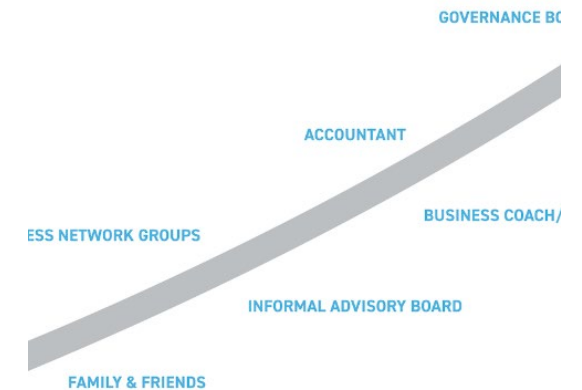 GOVERNANCE BO
ACCOUNTANT
BUSINESS COACH/
ESS NETWORK GROUPS
INFORMAL ADVISORY BOARD
FAMILY & FRIENDS